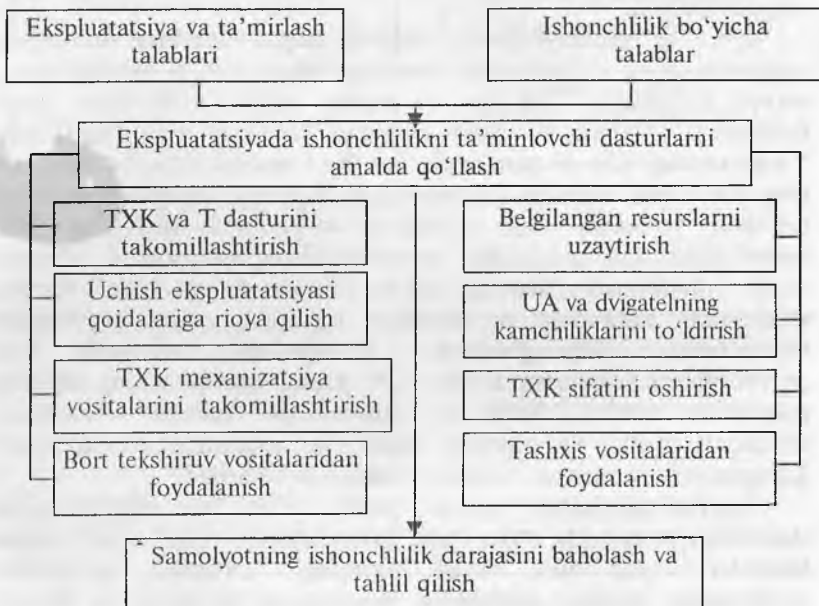 Ekspluatatsiya va ta’mirlash
talablari
Ishonchlilik bo‘yicha
talablar
Ekspluatatsiyada ishonchlilikni ta’minlovchi dasturlarni
amalda qo‘llash
TXK va T dasturini
takomillashtirish
Uchish ekspluatatsiyasi
qoidalariga rioya qilish
TXK mexanizatsiya
vositalarini takomillashtirish
Bort tekshiruv vositalaridan
foydalanish
Belgilangan resurslarni
uzaytirish
UA va dvigatelning
kamchiliklarini to‘ldirish
TXK sifatini oshirish
Tashxis vositalaridan
foydalanish
Samolyotning ishonchlilik darajasini baholash va
tahlil qilish